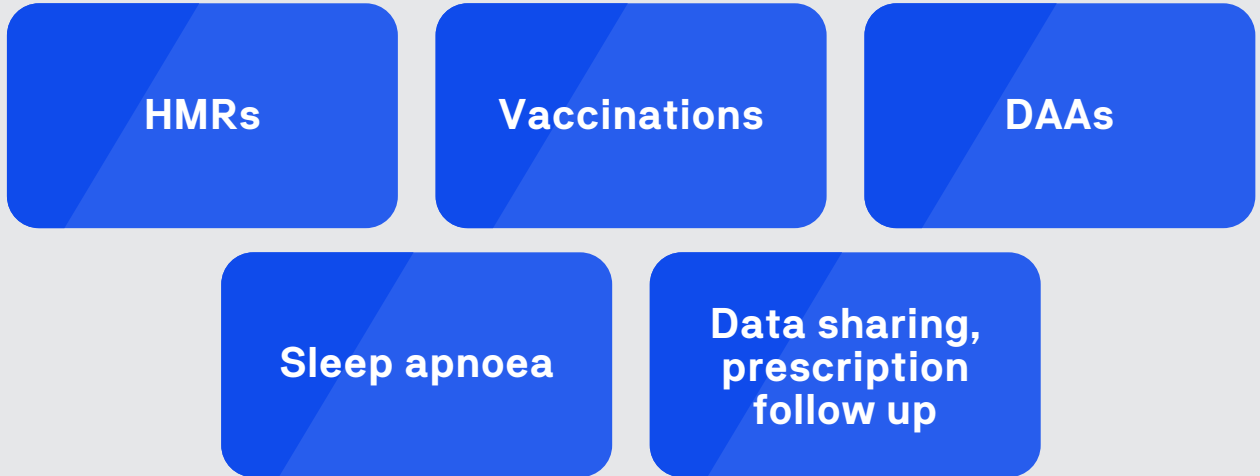 HMRs
Vaccinations
DAAs
Sleep apnoea
Data sharing,
prescription
follow up